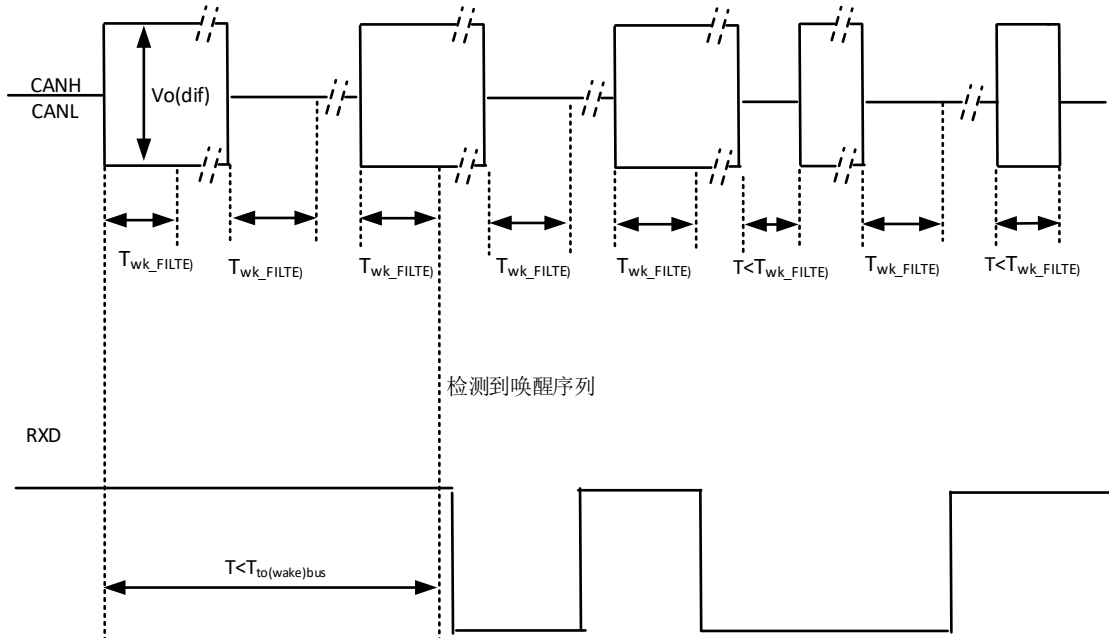 CANH
CANL
Vo(dif)
Twk_FILTE)
Twk_FILTE)
Twk_FILTE)
Twk_FILTE)
Twk_FILTE)
T<Twk_FILTE)
Twk_FILTE)
T<Twk_FILTE)
检测到唤醒序列
RXD
T<Tto(wake)bus